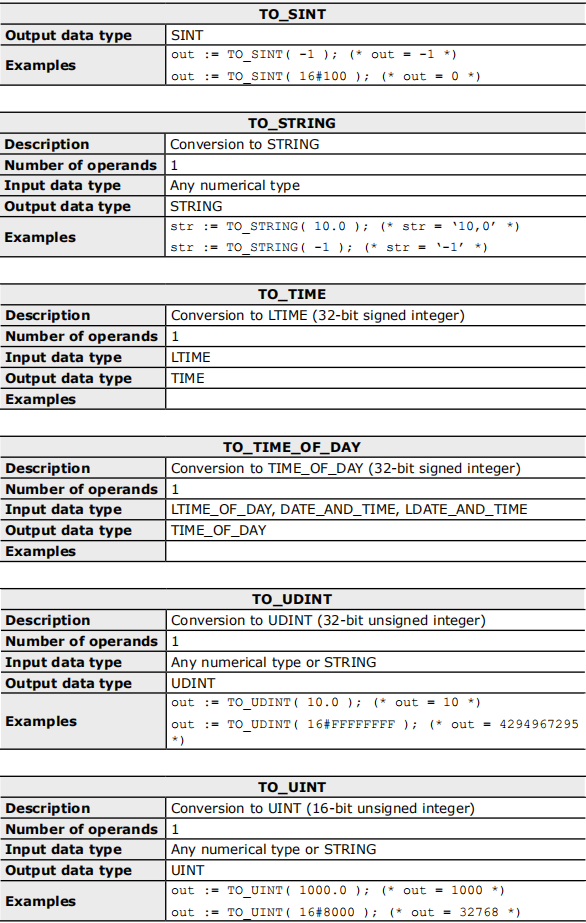 TO_SINT
Output data type SINT
Examples out := TO_SINT( -1 ); (* out = -1 *)
out := TO_SINT( 16#100 ); (* out = 0 *)
TO_STRING
Description Conversion to STRING
Number of operands 1
Input data type Any numerical type
Output data type STRING
Examples str := TO_STRING( 10.0 ); (* str = ‘10,0’ *)
str := TO_STRING( -1 ); (* str = ‘-1’ *)
TO_TIME
Description Conversion to LTIME (32-bit signed integer)
Number of operands 1
Input data type LTIME
Output data type TIME
Examples
TO_TIME_OF_DAY
Description Conversion to TIME_OF_DAY (32-bit signed integer)
Number of operands 1
Input data type LTIME_OF_DAY, DATE_AND_TIME, LDATE_AND_TIME
Output data type TIME_OF_DAY
Examples
TO_UDINT
Description Conversion to UDINT (32-bit unsigned integer)
Number of operands 1
Input data type Any numerical type or STRING
Output data type UDINT
Examples out := TO_UDINT( 10.0 ); (* out = 10 *)
out := TO_UDINT( 16#FFFFFFFF ); (* out = 4294967295
*)
TO_UINT
Description Conversion to UINT (16-bit unsigned integer)
Number of operands 1
Input data type Any numerical type or STRING
Output data type UINT
Examples out := TO_UINT( 1000.0 ); (* out = 1000 *)
out := TO_UINT( 16#8000 ); (* out = 32768 *)